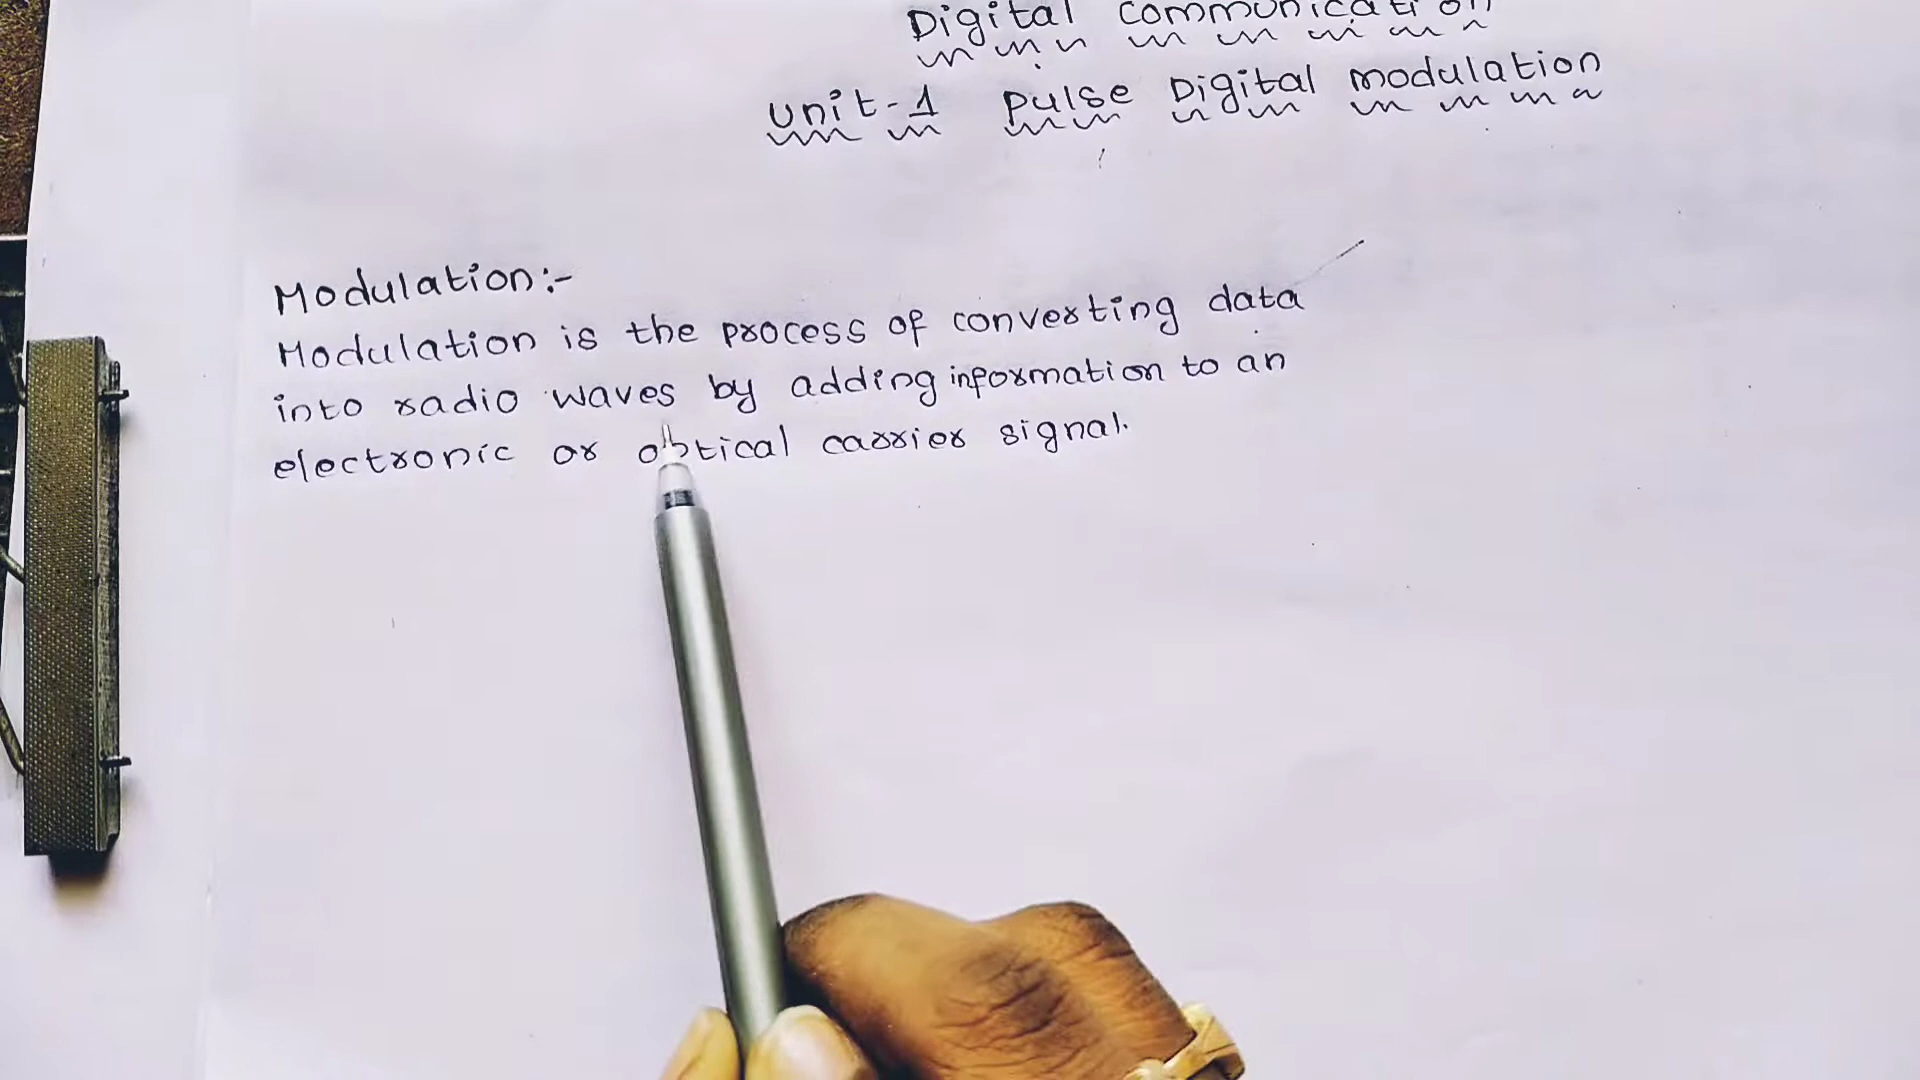 Digital communication
Unit-1 Pulse Digital modulation
Modulation:-
Modulation is the process of converting data
into radio waves by adding information to an
electronic or optical carrier signal.